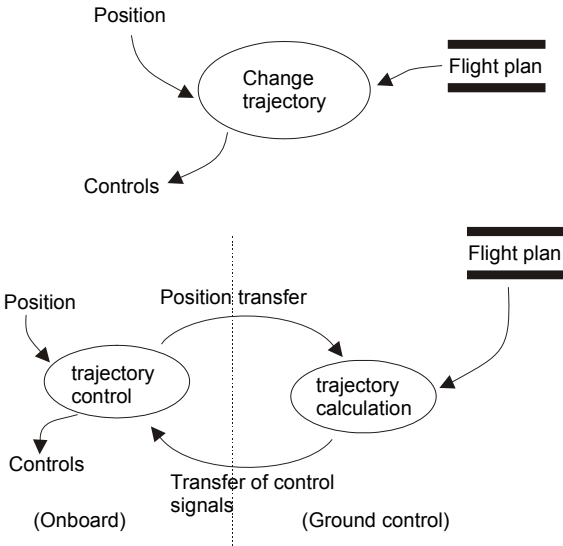 Position
Flight plan
Change
trajectory
Controls
Flight plan
Position
Position transfer
trajectory
control
trajectory
calculation
Controls
Transfer of control
signals
(Onboard)
(Ground control)